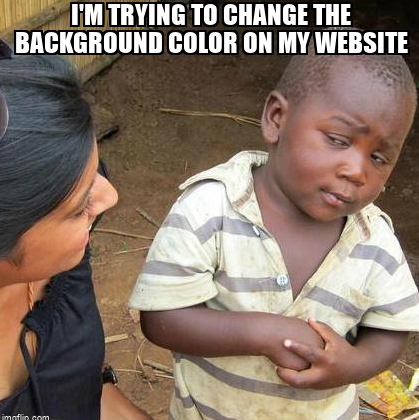 I'M TRYING TO CHANGE THE
BACKGROUND COLOR ON MY WEBSITE
imgflip.com